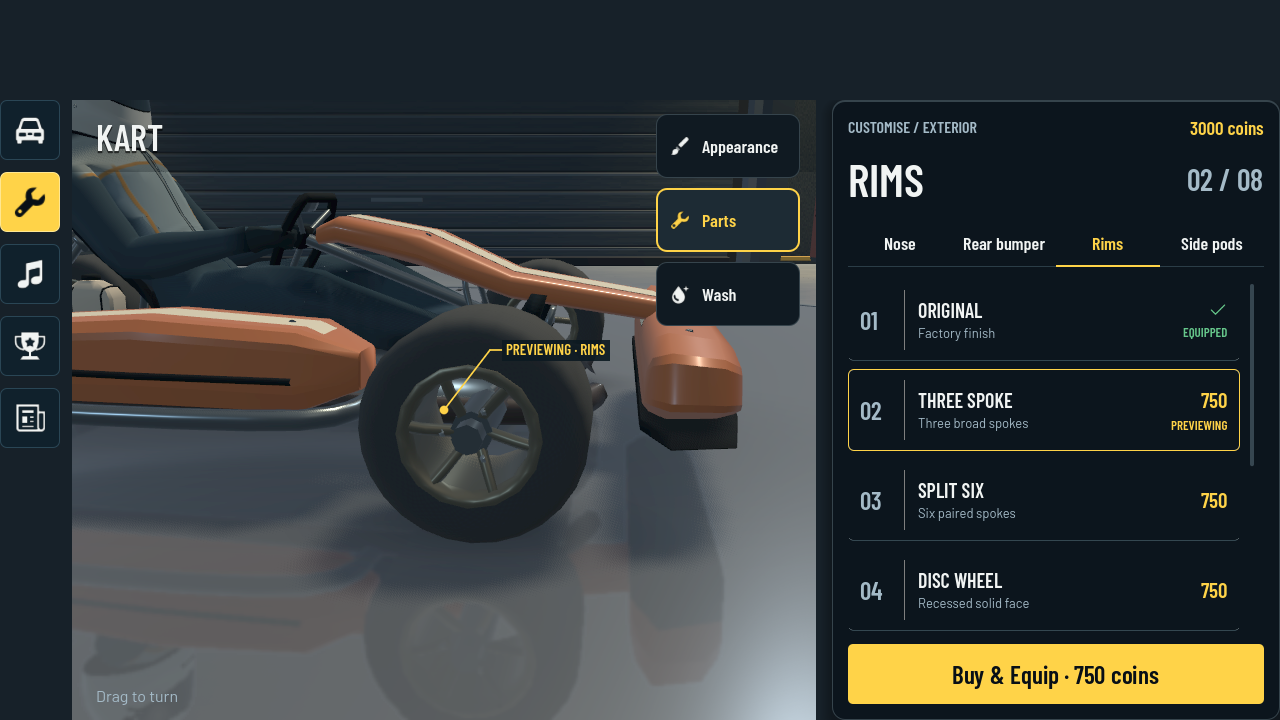 KART
Appearance
Parts
Wash
PREVIEWING · RIMS
Drag to turn
CUSTOMISE / EXTERIOR
3000 coins
RIMS
02 / 08
Nose
Rear bumper
Rims
Side pods
01
ORIGINAL
Factory finish
EQUIPPED
02
THREE SPOKE
Three broad spokes
750
PREVIEWING
03
SPLIT SIX
Six paired spokes
750
04
DISC WHEEL
Recessed solid face
750
Buy & Equip · 750 coins